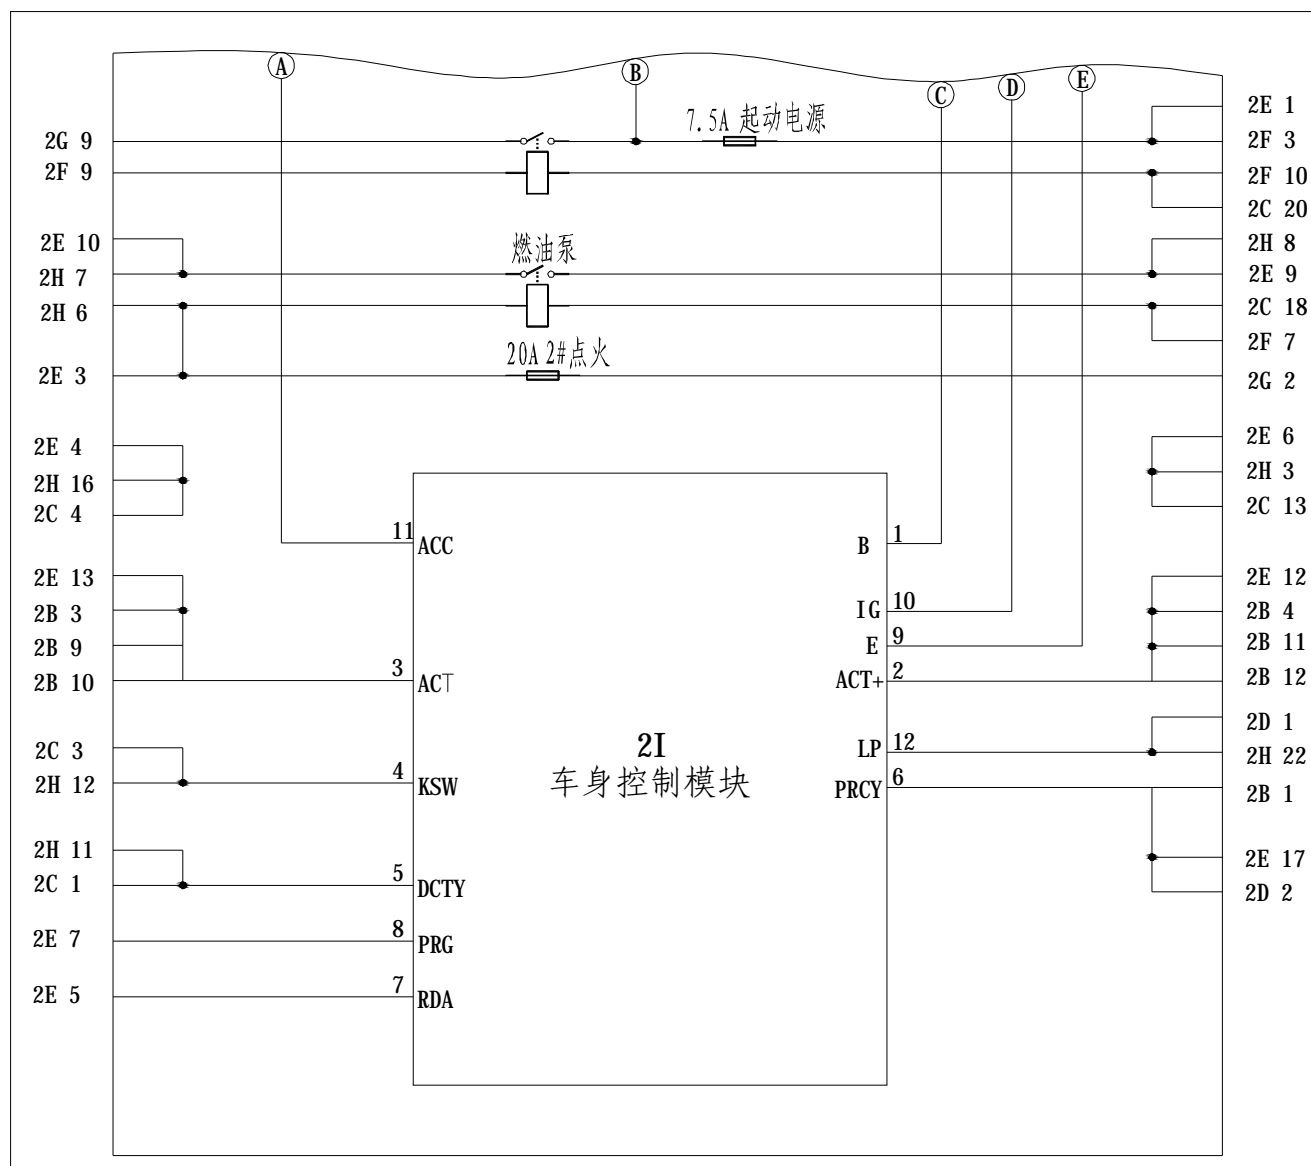 A
B
C
D
E
7.5A 起动电源
2G 9
2F 9
2E 1
2F 3
2F 10
2C 20
2E 10
2H 7
2H 6
2E 3
燃油泵
20A 2#点火
2H 8
2E 9
2C 18
2F 7
2G 2
2E 4
2H 16
2C 4
2E 6
2H 3
2C 13
11 ACC
B 1
2E 13
2B 3
2B 9
2B 10
IG 10
E 9
3 ACT
ACT+ 2
2E 12
2B 4
2B 11
2B 12
2I
车身控制模块
2C 3
2H 12
4 KSW
LP 12
PRCY 6
2D 1
2H 22
2B 1
2H 11
2C 1
5 DCTY
2E 17
2D 2
2E 7
8 PRG
2E 5
7 RDA